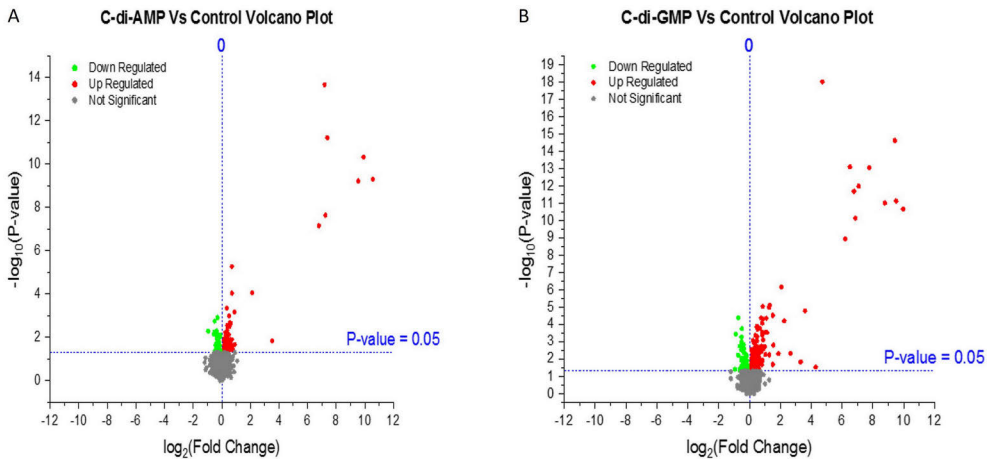 A
C-di-AMP Vs Control Volcano Plot
0
Down Regulated
Up Regulated
Not Significant
14
12
10
8
6
4
2
0
-log10(P-value)
P-value = 0.05
-12 -10 -8 -6 -4 -2 0 2 4 6 8 10 12
log2(Fold Change)
B
C-di-GMP Vs Control Volcano Plot
0
Down Regulated
Up Regulated
Not Significant
19
18
17
16
15
14
13
12
11
10
9
8
7
6
5
4
3
2
1
0
-log10(P-value)
P-value = 0.05
-12 -10 -8 -6 -4 -2 0 2 4 6 8 10 12
log2(Fold Change)